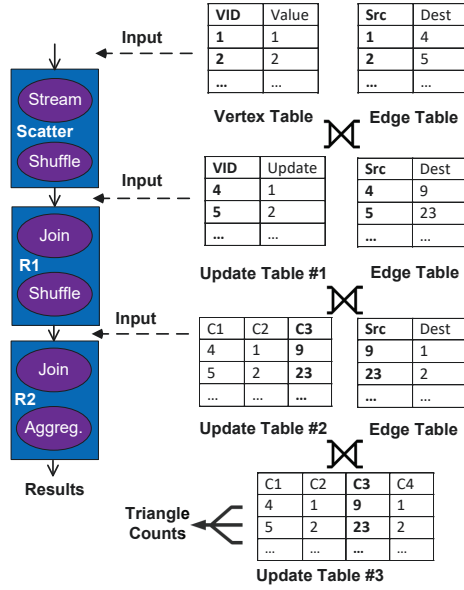 VID Value Src Dest
Input 1 1 1 4
2 2 2 5
... ... ... ...
Stream
Vertex Table Edge Table
Scatter
Shuffle
VID Update Src Dest
Input 4 1 4 9
5 2 5 23
... ... ... ...
Join
R1
Update Table #1 Edge Table
Shuffle
Input C1 C2 C3 Src Dest
4 1 9 9 1
5 2 23 23 2
... ... ... ... ...
Join
R2
Aggreg.
Update Table #2 Edge Table
Results
C1 C2 C3 C4
Triangle 4 1 9 1
Counts 5 2 23 2
... ... ... ...
Update Table #3